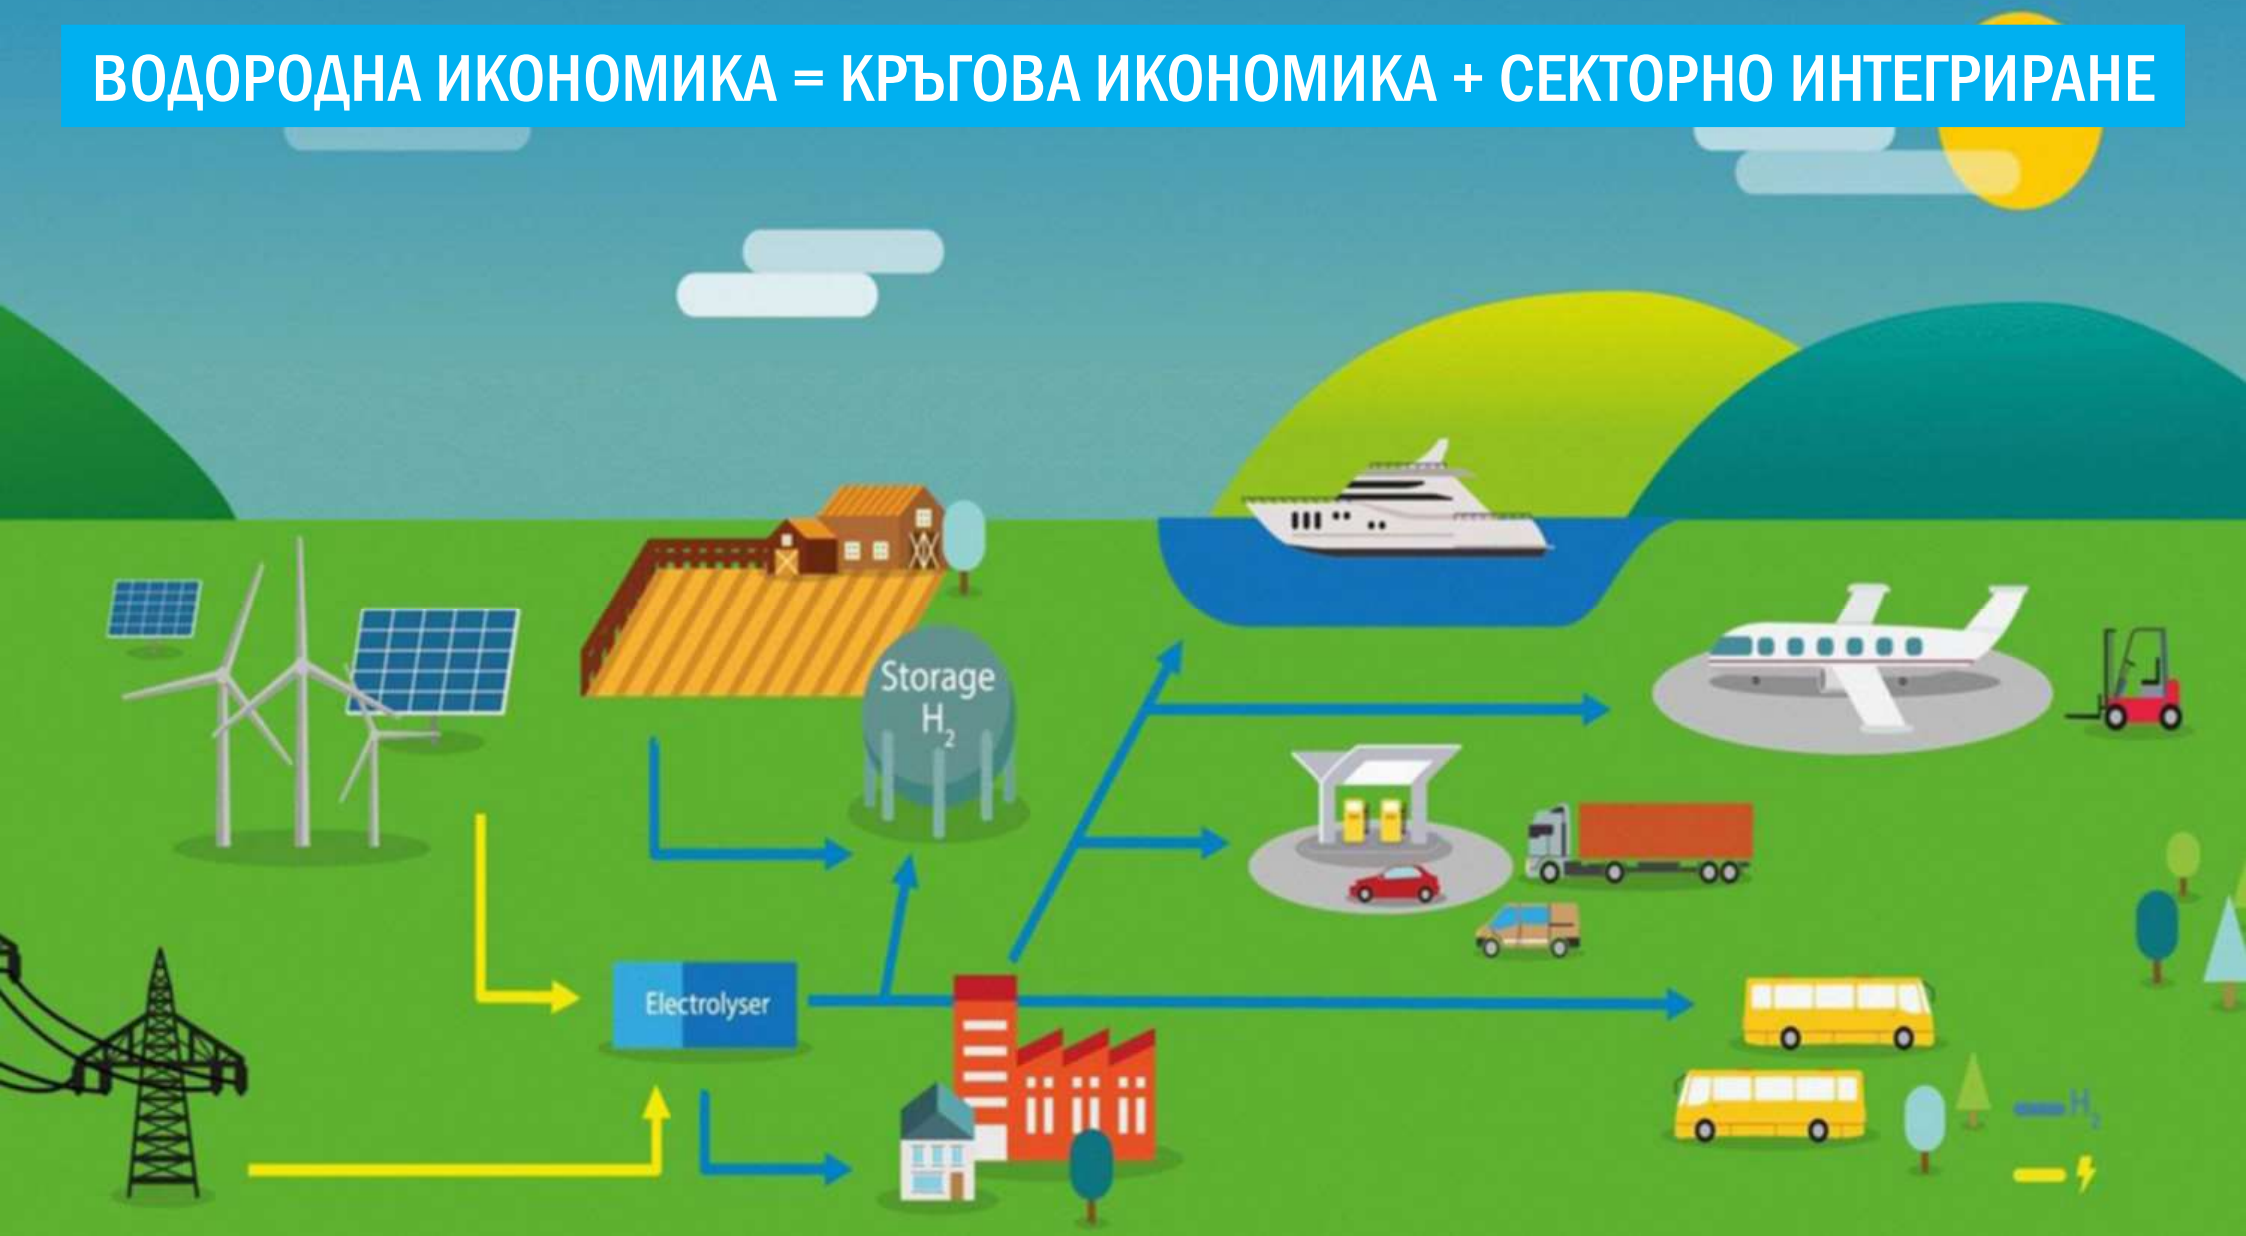 ВОДОРОДНА ИКОНОМИКА = КРЪГОВА ИКОНОМИКА + СЕКТОРНО ИНТЕГРИРАНЕ
Storage
H₂
Electrolyser
H₂